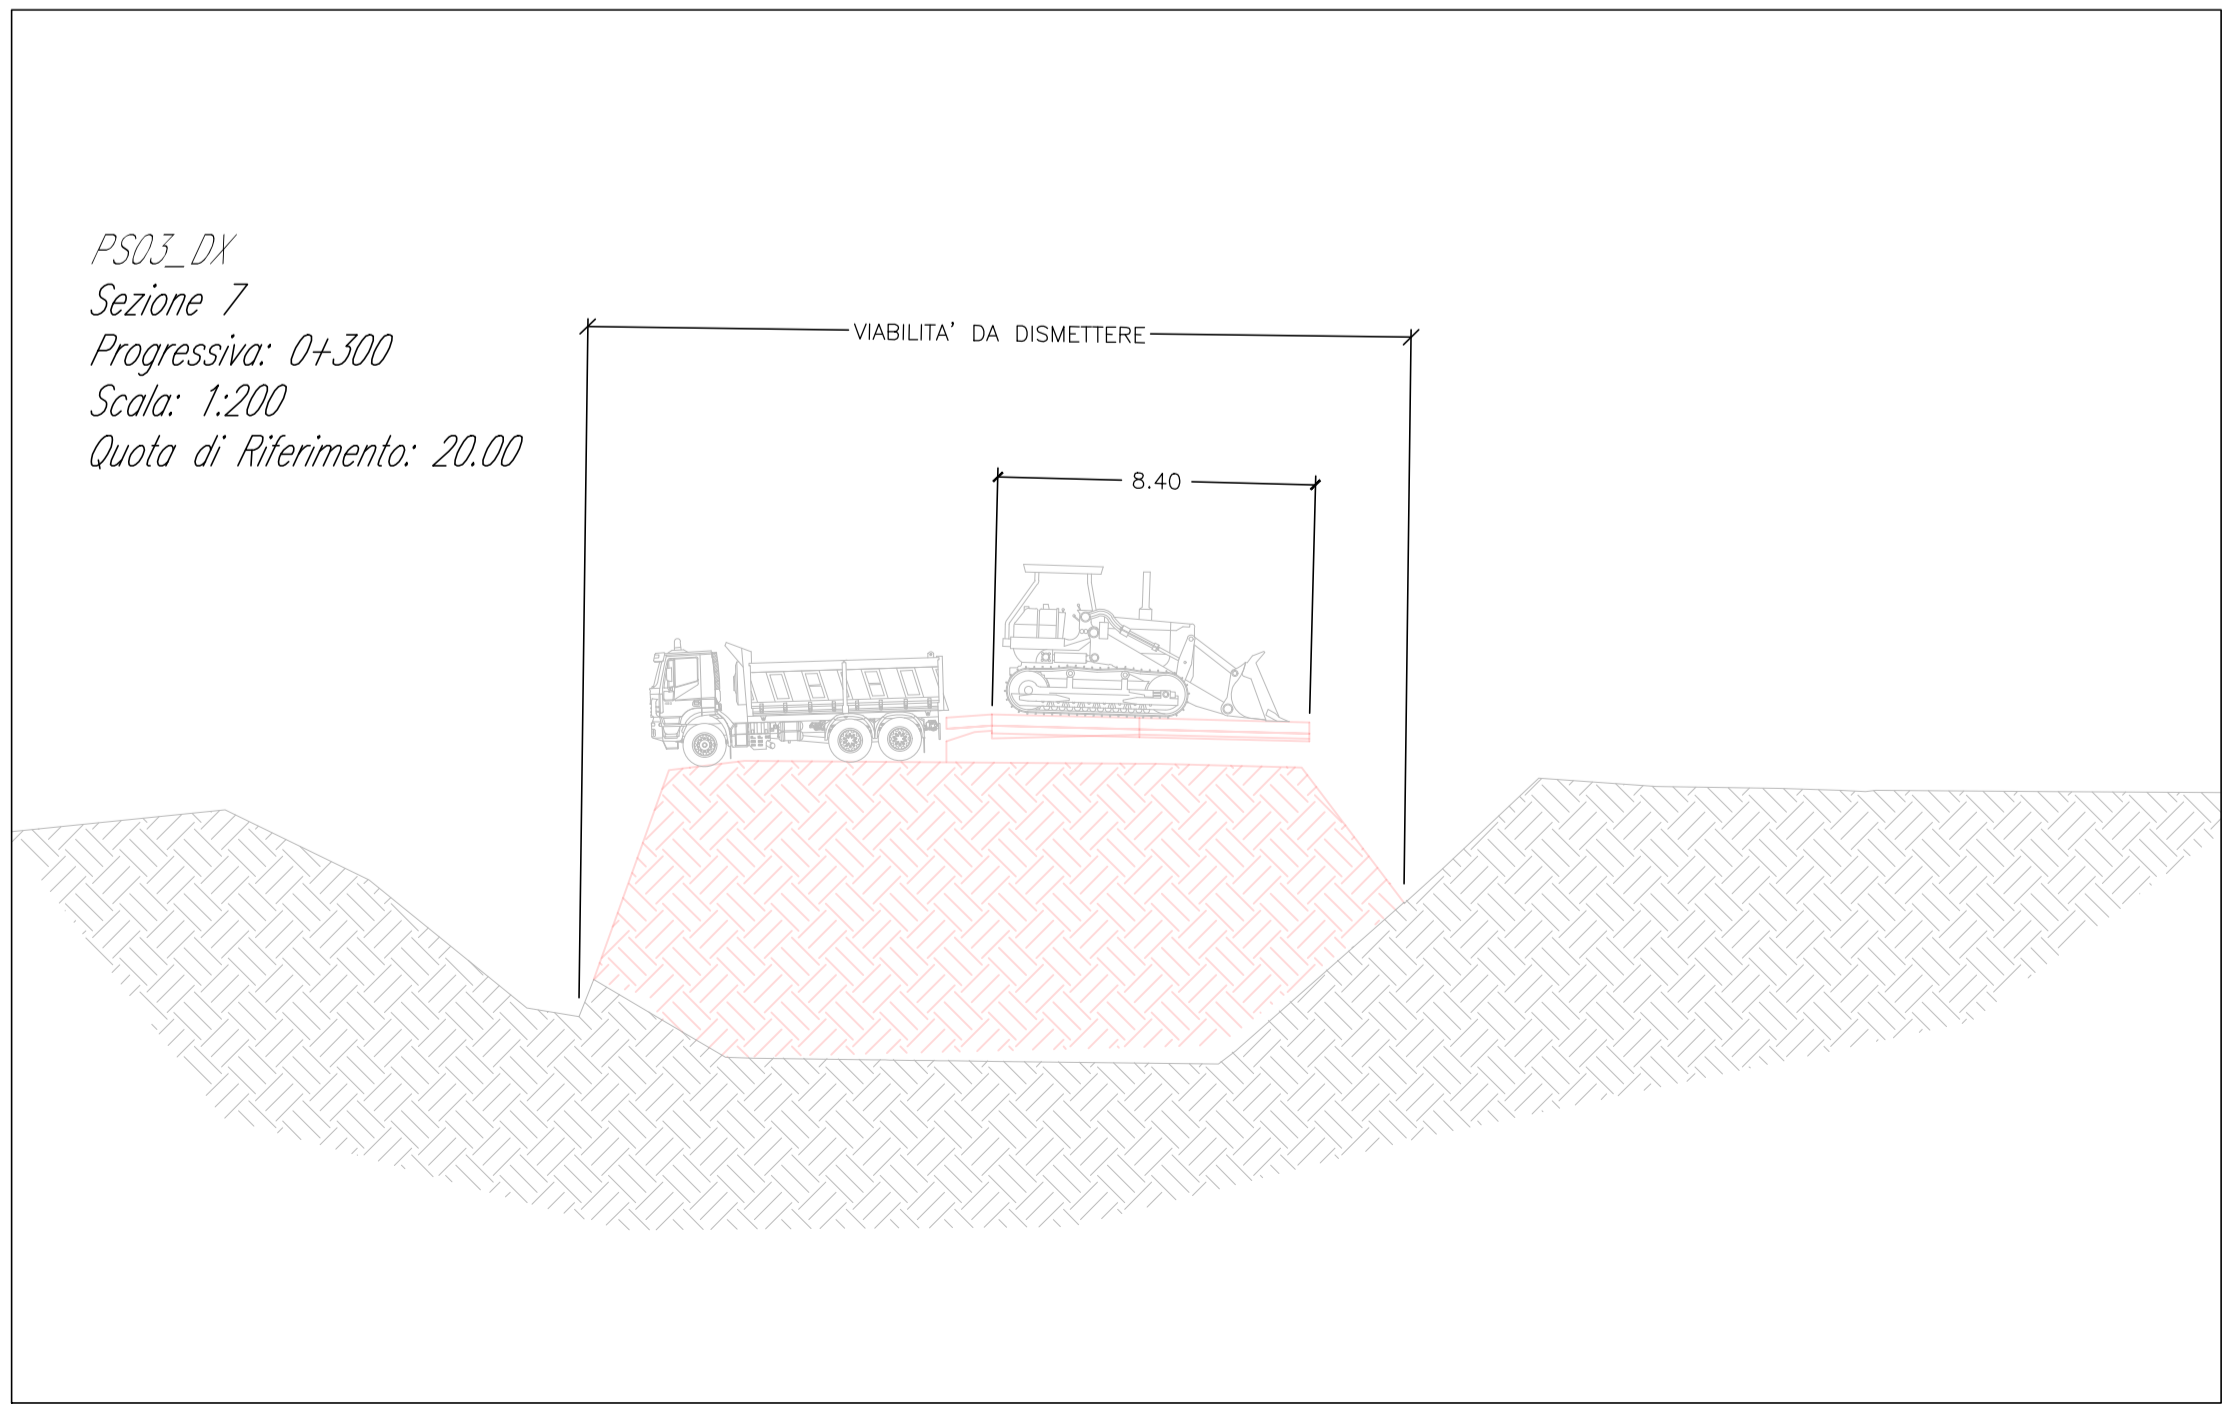 PS03_DX
Sezione 7
Progressiva: 0+300
Scala: 1:200
Quota di Riferimento: 20.00
VIABILITA' DA DISMETTERE
8.40